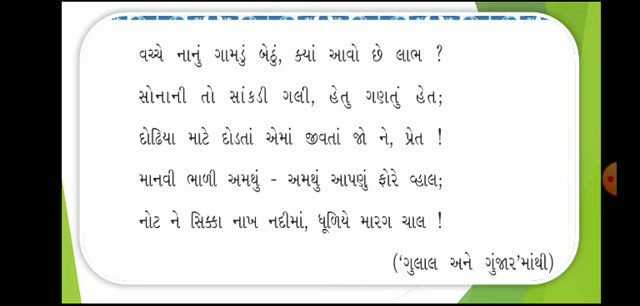 વચ્ચે નાનું ગામડું બેઠું, ક્યાં આવો છે લાભ ?
સોનાની તો સાંકડી ગલી, હેતુ ગણતું હેત;
દોઢિયા માટે દોડતાં એમાં જીવતાં જો ને, પ્રેત !
માનવી ભાળી અમથું - અમથું આપણું ફોરે વ્હાલ;
નોટ ને સિક્કા નાખ નદીમાં, ધૂળિયે મારગ ચાલ !
(‘ગુલાલ અને ગુંજાર’માંથી)